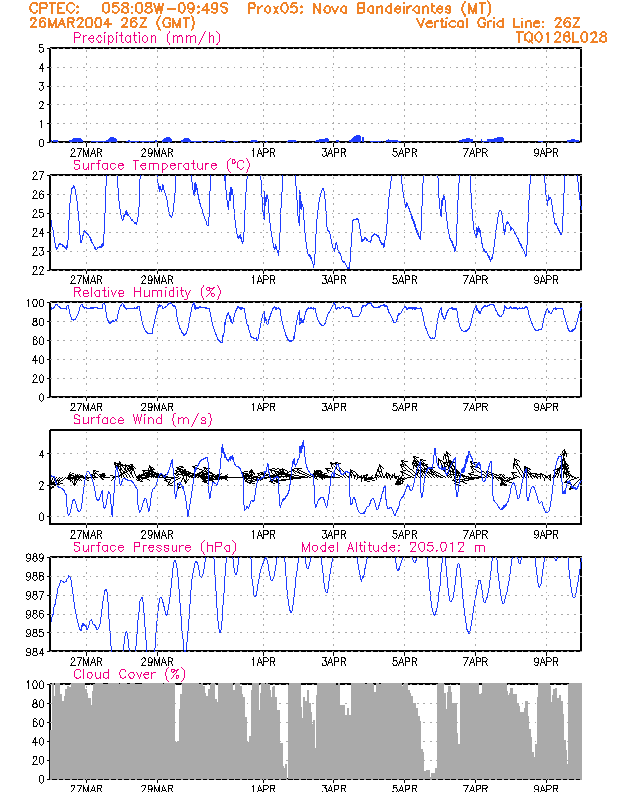 CPTEC: 058:08W-09:49S Prox05: Nova Bandeirantes (MT)
26MAR2004 26Z (GMT) Vertical Grid Line: 26Z
Precipitation (mm/h) TQ0126L028
5
4
3
2
1
0
27MAR 29MAR 1APR 3APR 5APR 7APR 9APR
Surface Temperature (°C)
27
26
25
24
23
22
27MAR 29MAR 1APR 3APR 5APR 7APR 9APR
Relative Humidity (%)
100
80
60
40
20
0
27MAR 29MAR 1APR 3APR 5APR 7APR 9APR
Surface Wind (m/s)
4
2
0
27MAR 29MAR 1APR 3APR 5APR 7APR 9APR
Surface Pressure (hPa) Model Altitude: 205.012 m
989
988
987
986
985
984
27MAR 29MAR 1APR 3APR 5APR 7APR 9APR
Cloud Cover (%)
100
80
60
40
20
0
27MAR 29MAR 1APR 3APR 5APR 7APR 9APR